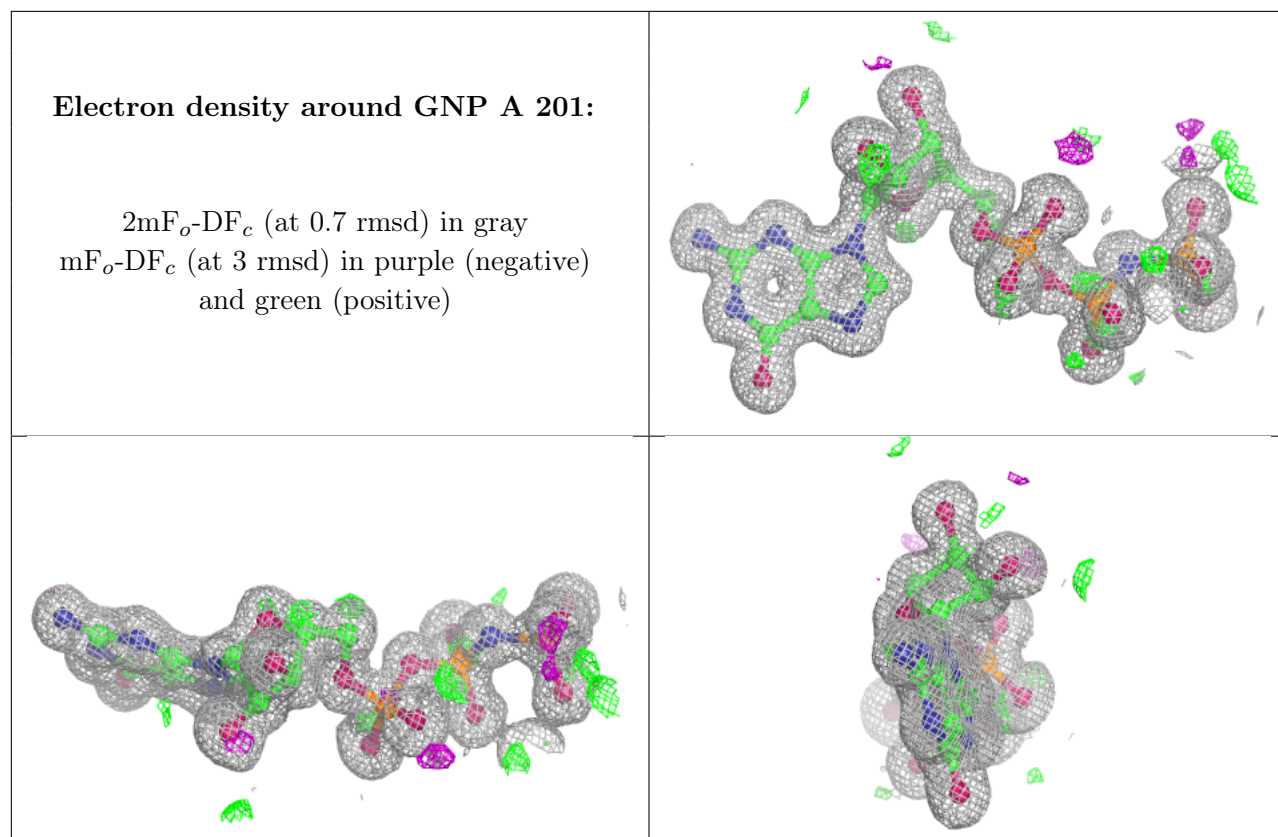 Electron density around GNP A 201:
2mFo-DFc (at 0.7 rmsd) in gray
mFo-DFc (at 3 rmsd) in purple (negative)
and green (positive)